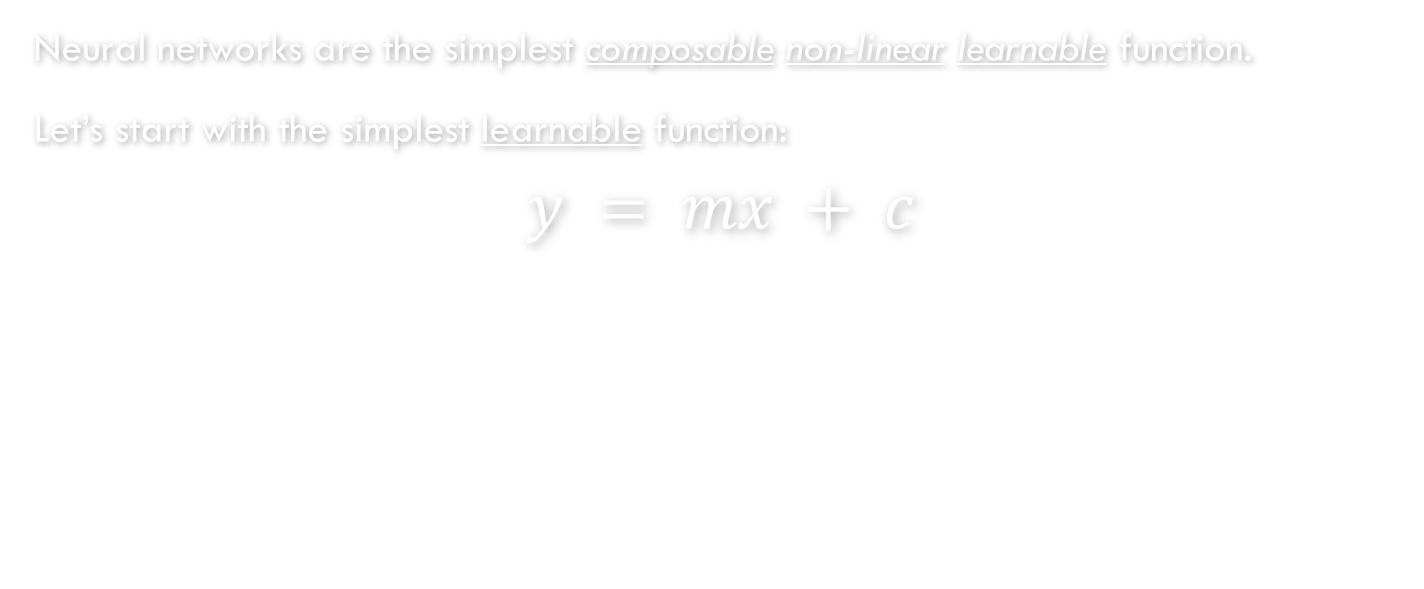 Neural networks are the simplest composable non-linear learnable function.
Let’s start with the simplest learnable function:
y = mx + c